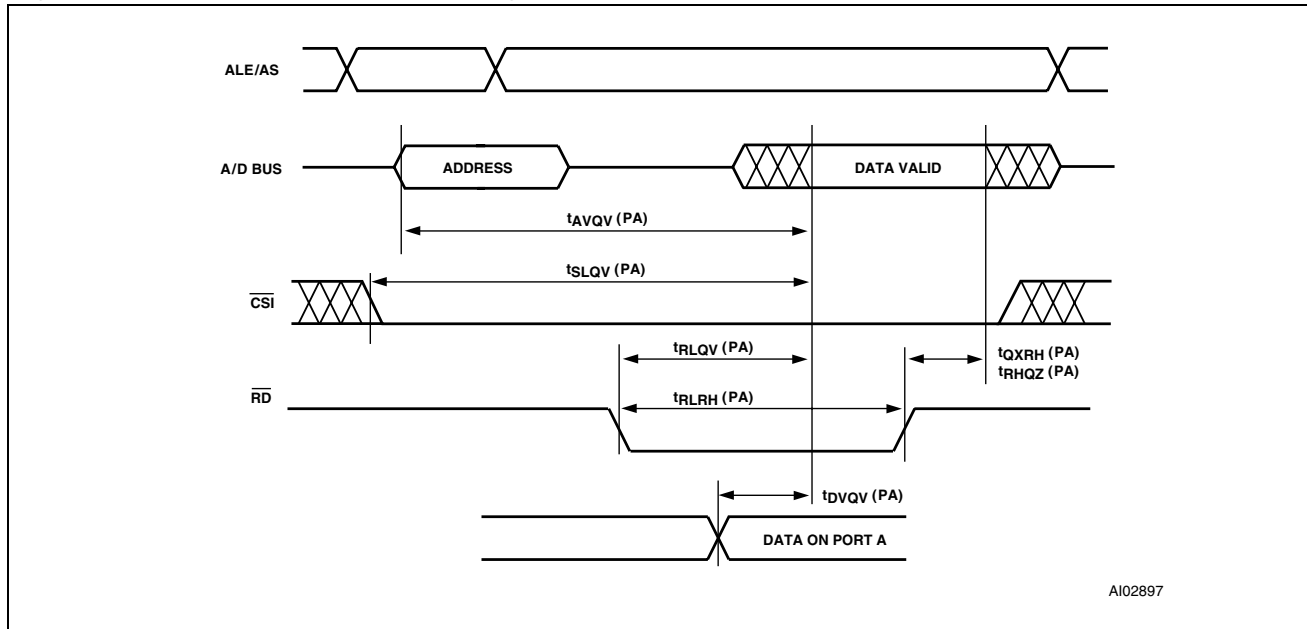 ALE/AS
A/D BUS
ADDRESS
DATA VALID
tAVQV (PA)
tSLQV (PA)
CSI
tRLQV (PA)
tQXRH (PA)
tRHQZ (PA)
RD
tRLRH (PA)
tDVQV (PA)
DATA ON PORT A
AI02897